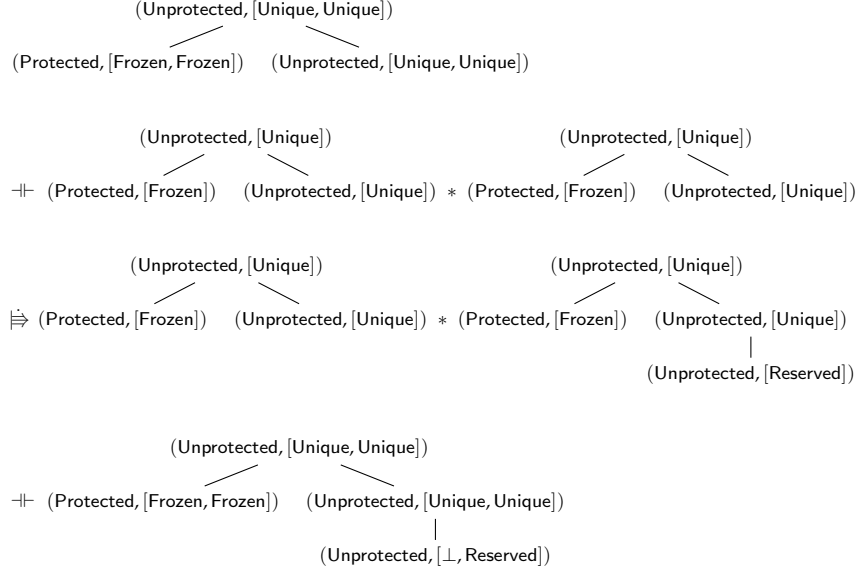 (Unprotected, [Unique, Unique])
(Protected, [Frozen, Frozen]) (Unprotected, [Unique, Unique])
(Unprotected, [Unique]) (Unprotected, [Unique])
⊣⊢ (Protected, [Frozen]) (Unprotected, [Unique]) * (Protected, [Frozen]) (Unprotected, [Unique])
(Unprotected, [Unique]) (Unprotected, [Unique])
(Protected, [Frozen]) (Unprotected, [Unique]) * (Protected, [Frozen]) (Unprotected, [Unique])
(Unprotected, [Reserved])
(Unprotected, [Unique, Unique])
⊣⊢ (Protected, [Frozen, Frozen]) (Unprotected, [Unique, Unique])
(Unprotected, [⊥, Reserved])